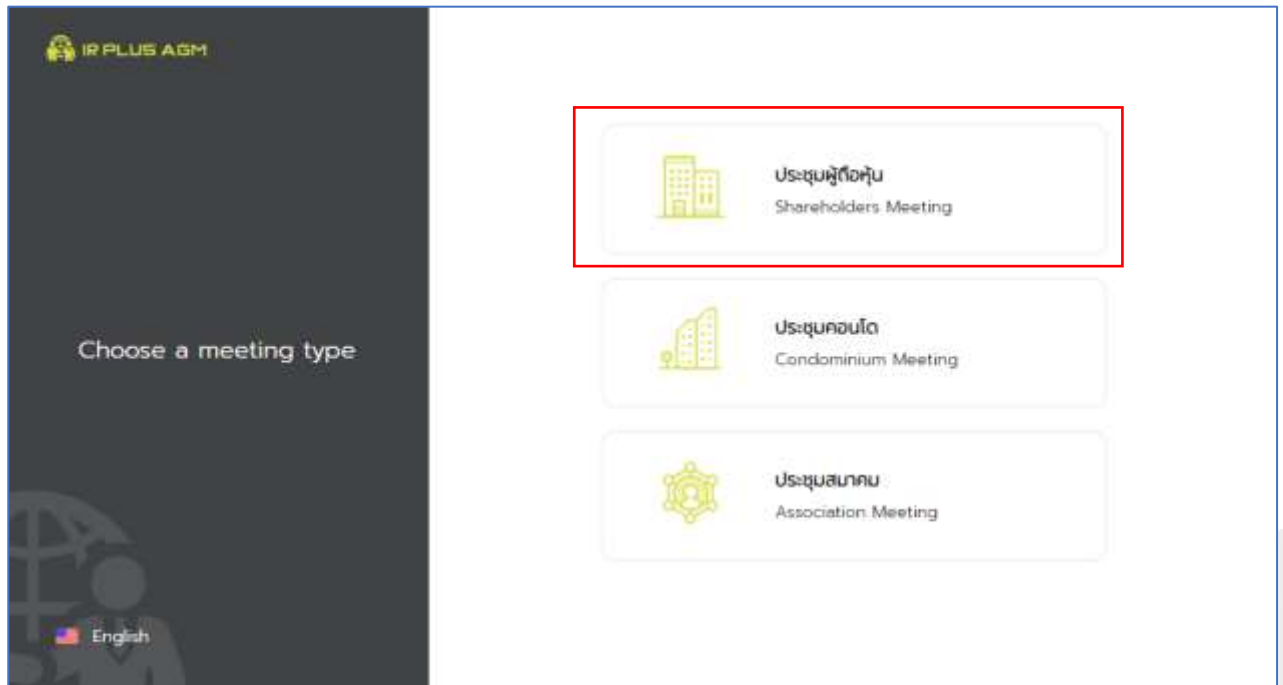 IR PLUS AGM
Choose a meeting type
English
ประชุมผู้ถือหุ้น
Shareholders Meeting
ประชุมคอนโด
Condominium Meeting
ประชุมสมาคม
Association Meeting